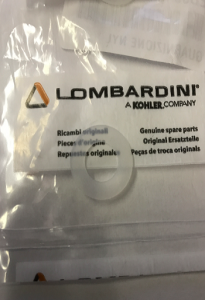 LOMBARDINI
A KOHLER COMPANY
Ricambi originali
Pièces d'origine
Repuestos originales
Genuine spare parts
Original Ersatzteile
Peças de troca originais